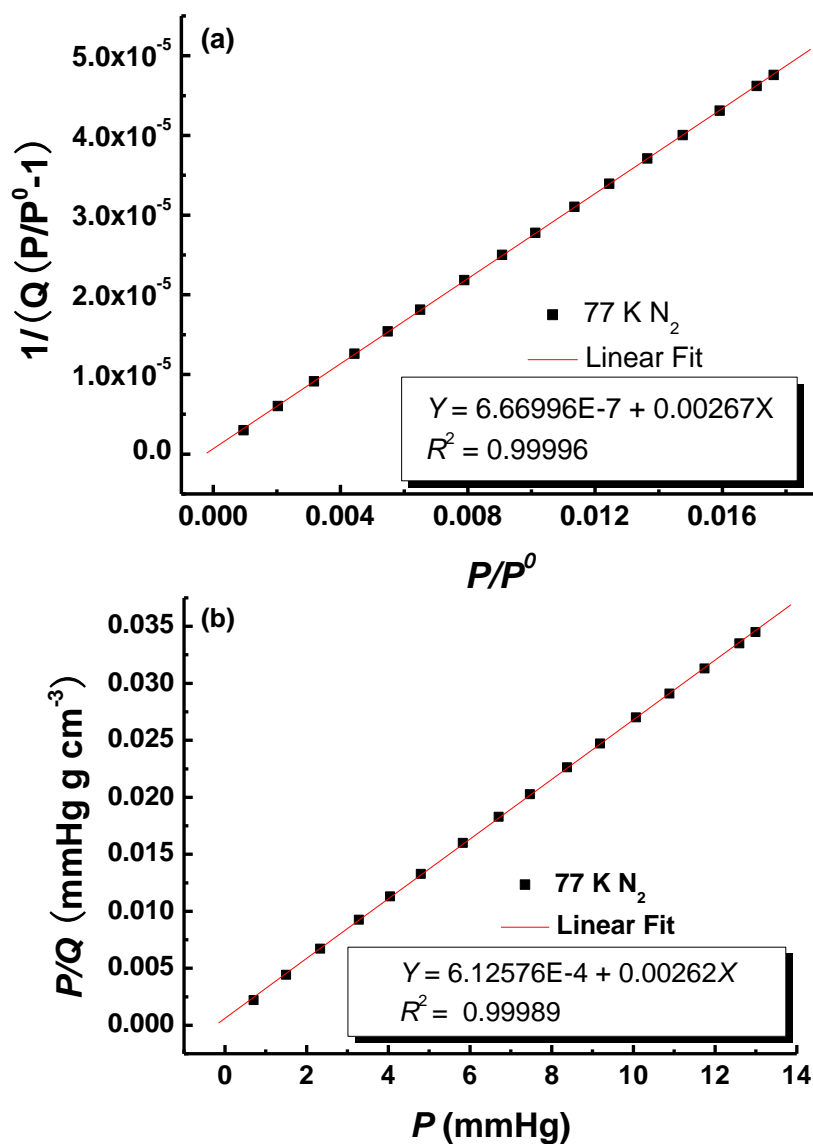 (a)
5.0x10⁻⁵
4.0x10⁻⁵
3.0x10⁻⁵
2.0x10⁻⁵
1.0x10⁻⁵
0.0
1/(Q (P/P⁰-1)
77 K N₂
Linear Fit
Y = 6.66996E-7 + 0.00267X
R² = 0.99996
0.000 0.004 0.008 0.012 0.016
P/P⁰
(b)
0.035
0.030
0.025
0.020
0.015
0.010
0.005
0.000
P/Q (mmHg g cm⁻³)
77 K N₂
Linear Fit
Y = 6.12576E-4 + 0.00262X
R² = 0.99989
0 2 4 6 8 10 12 14
P (mmHg)